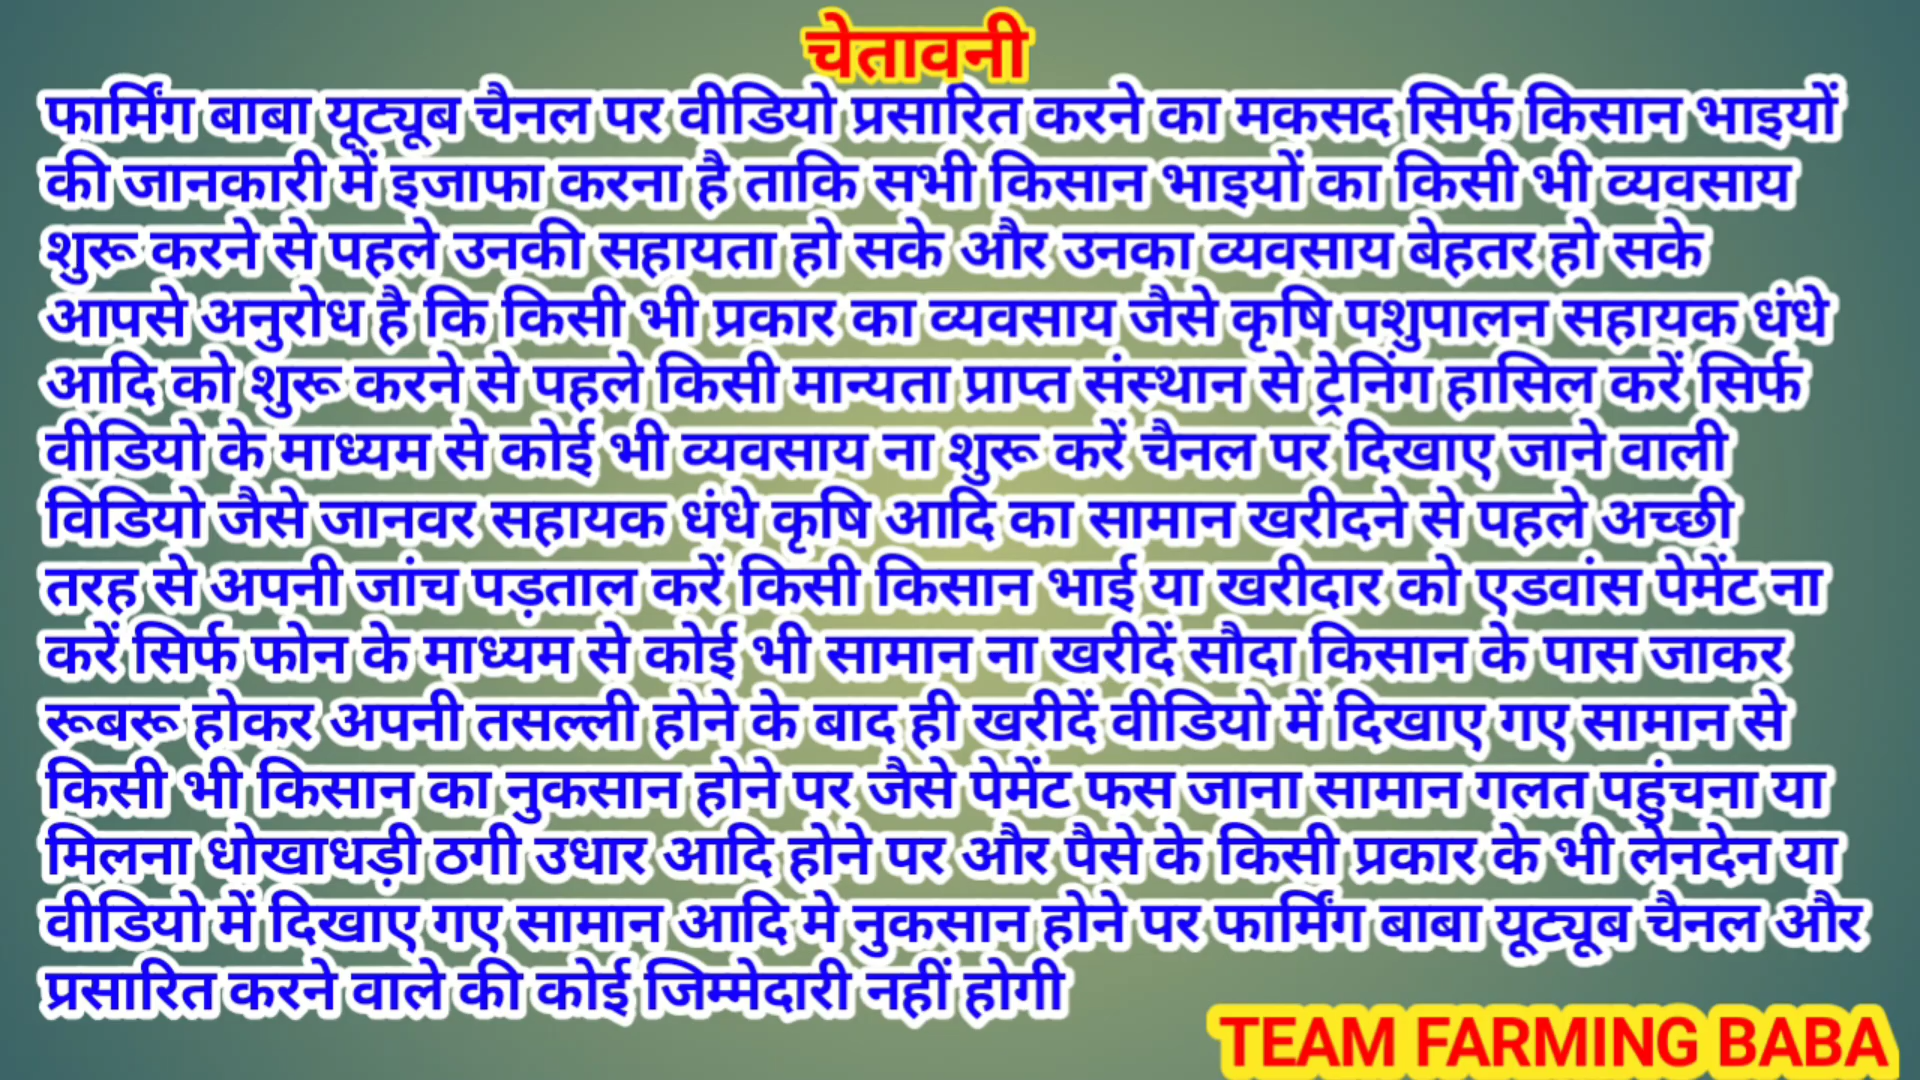 चेतावनी
फार्मिंग बाबा यूट्यूब चैनल पर वीडियो प्रसारित करने का मकसद सिर्फ किसान भाइयों
की जानकारी में इजाफा करना है ताकि सभी किसान भाइयों का किसी भी व्यवसाय
शुरू करने से पहले उनकी सहायता हो सके और उनका व्यवसाय बेहतर हो सके
आपसे अनुरोध है कि किसी भी प्रकार का व्यवसाय जैसे कृषि पशुपालन सहायक धंधे
आदि को शुरू करने से पहले किसी मान्यता प्राप्त संस्थान से ट्रेनिंग हासिल करें सिर्फ
वीडियो के माध्यम से कोई भी व्यवसाय ना शुरू करें चैनल पर दिखाए जाने वाली
विडियो जैसे जानवर सहायक धंधे कृषि आदि का सामान खरीदने से पहले अच्छी
तरह से अपनी जांच पड़ताल करें किसी किसान भाई या खरीदार को एडवांस पेमेंट ना
करें सिर्फ फोन के माध्यम से कोई भी सामान ना खरीदें सौदा किसान के पास जाकर
रूबरू होकर अपनी तसल्ली होने के बाद ही खरीदें वीडियो में दिखाए गए सामान से
किसी भी किसान का नुकसान होने पर जैसे पेमेंट फस जाना सामान गलत पहुंचना या
मिलना धोखाधड़ी ठगी उधार आदि होने पर और पैसे के किसी प्रकार के भी लेनदेन या
वीडियो में दिखाए गए सामान आदि मे नुकसान होने पर फार्मिंग बाबा यूट्यूब चैनल और
प्रसारित करने वाले की कोई जिम्मेदारी नहीं होगी
TEAM FARMING BABA